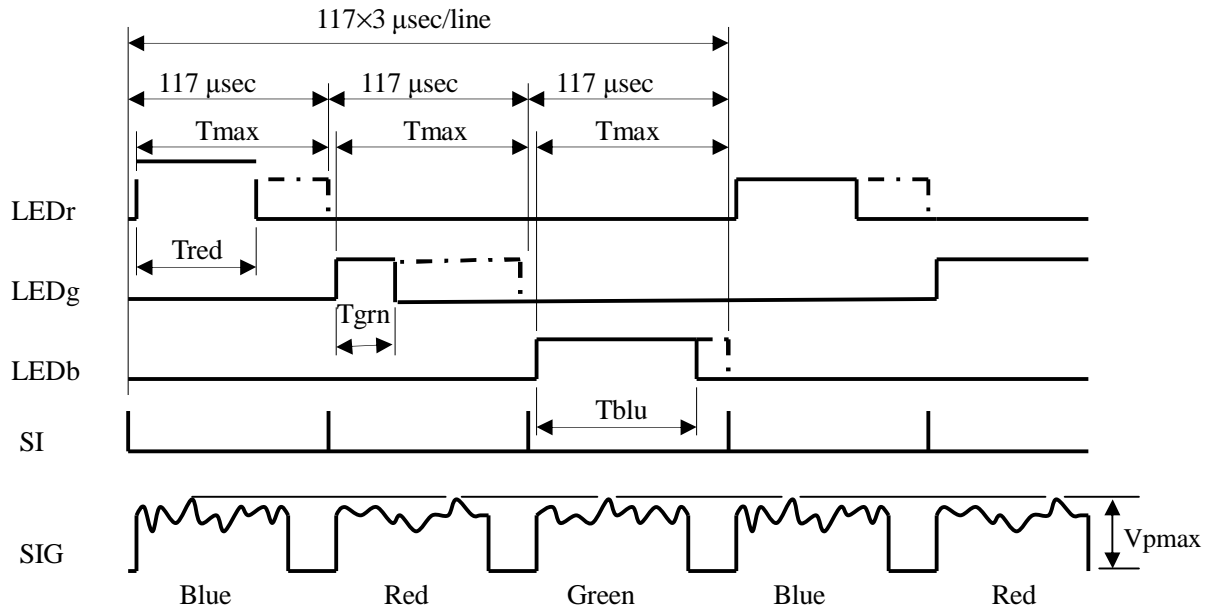 117×3 μsec/line
117 μsec 117 μsec 117 μsec
Tmax Tmax Tmax
LEDr
Tred
LEDg
Tgrn
LEDb
Tblu
SI
SIG
Vpmax
Blue Red Green Blue Red